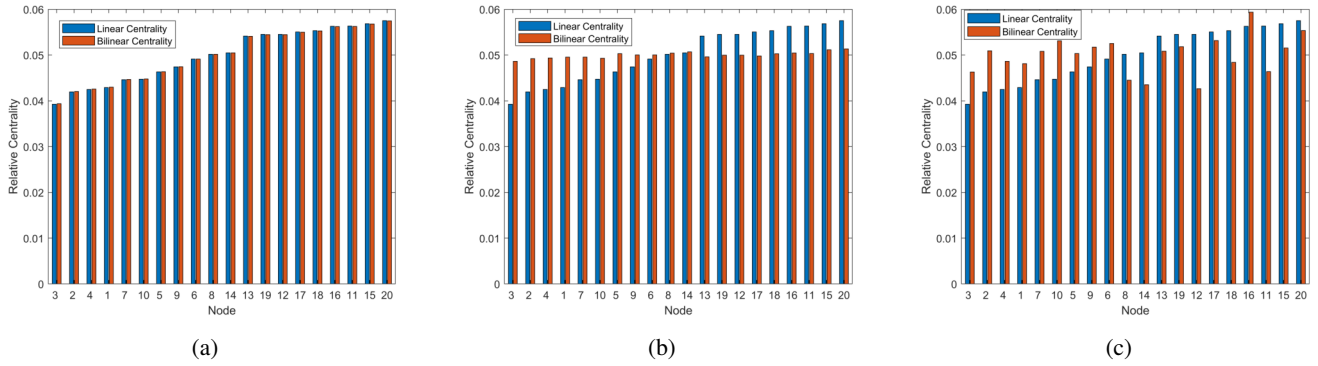 0.06
0.05
0.04
0.03
0.02
0.01
0
Relative Centrality
Linear Centrality
Bilinear Centrality
3 2 4 1 7 10 5 9 6 8 14 13 19 12 17 18 16 11 15 20
Node
(a)
0.06
0.05
0.04
0.03
0.02
0.01
0
Relative Centrality
Linear Centrality
Bilinear Centrality
3 2 4 1 7 10 5 9 6 8 14 13 19 12 17 18 16 11 15 20
Node
(b)
0.06
0.05
0.04
0.03
0.02
0.01
0
Relative Centrality
Linear Centrality
Bilinear Centrality
3 2 4 1 7 10 5 9 6 8 14 13 19 12 17 18 16 11 15 20
Node
(c)